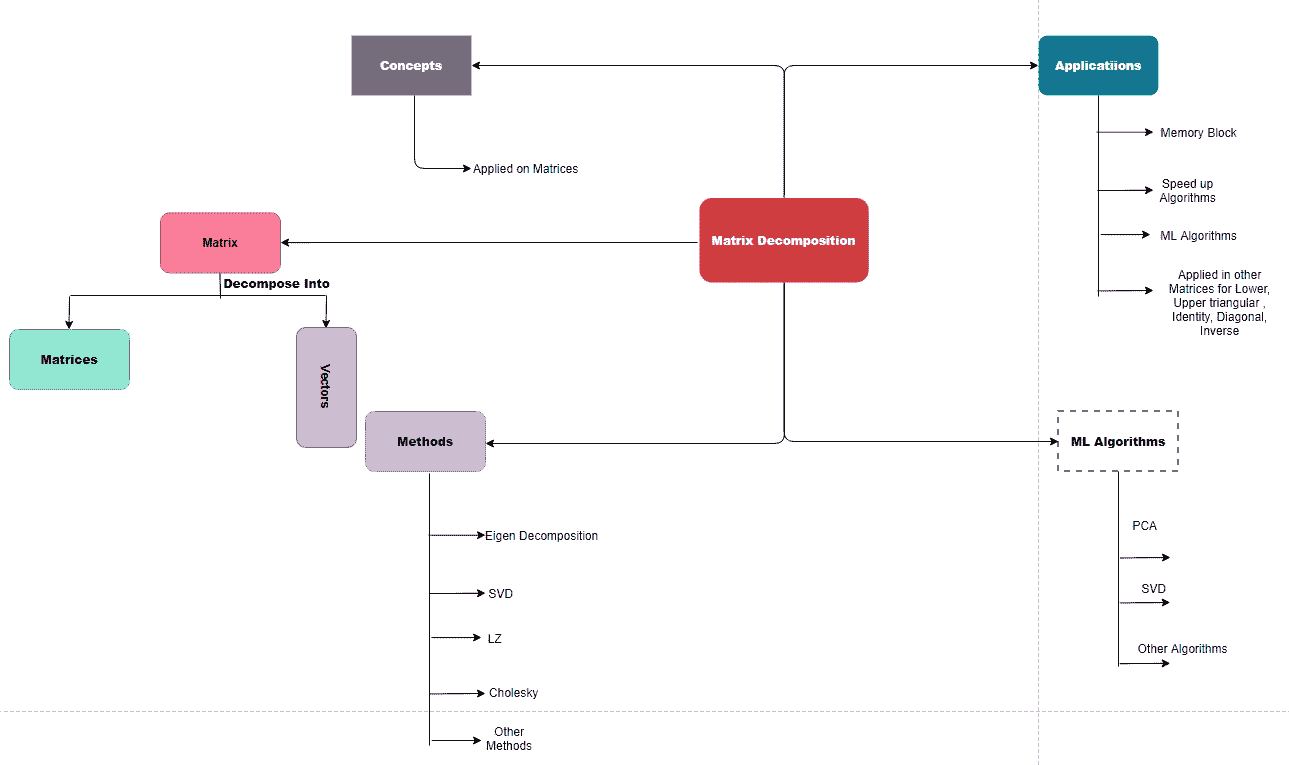 Concepts
Applicatiions
Memory Block
Applied on Matrices
Speed up
Algorithms
ML Algorithms
Matrix
Matrix Decomposition
Decompose Into
Applied in other
Matrices for Lower,
Upper triangular ,
Identity, Diagonal,
Inverse
Matrices
Vectors
Methods
ML Algorithms
Eigen Decomposition
SVD
LZ
Cholesky
Other
Methods
PCA
SVD
Other Algorithms